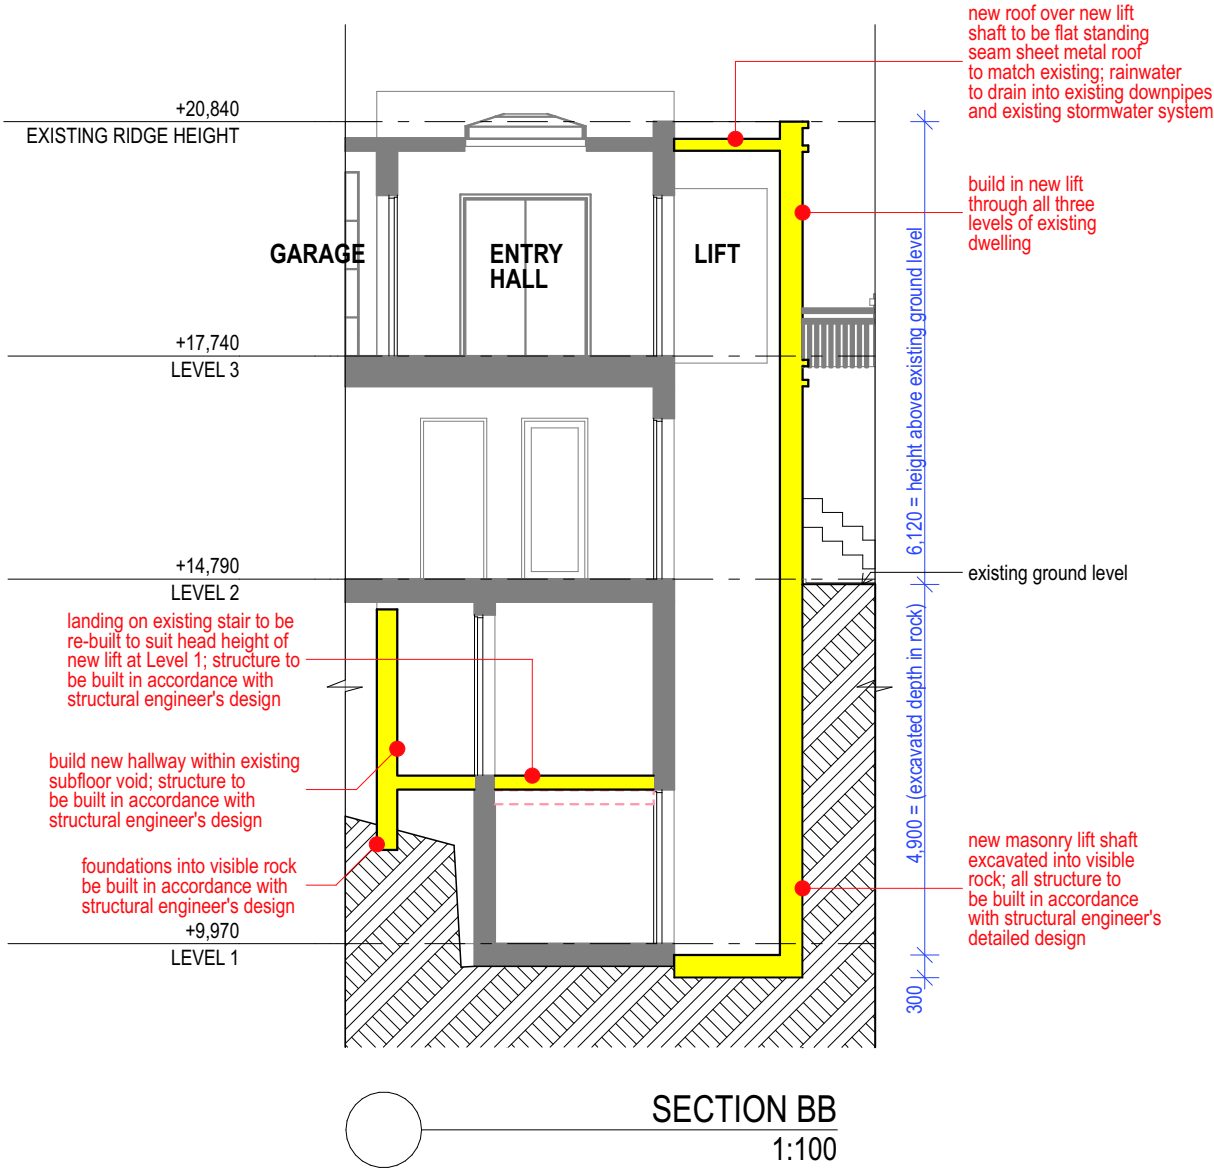 new roof over new lift
shaft to be flat standing
seam sheet metal roof
to match existing; rainwater
to drain into existing downpipes
and existing stormwater system
+20,840
EXISTING RIDGE HEIGHT
build in new lift
through all three
levels of existing
dwelling
GARAGE
ENTRY
HALL
LIFT
6,120 = height above existing ground level
+17,740
LEVEL 3
+14,790
LEVEL 2
existing ground level
landing on existing stair to be
re-built to suit head height of
new lift at Level 1; structure to
be built in accordance with
structural engineer's design
4,900 = (excavated depth in rock)
build new hallway within existing
subfloor void; structure to
be built in accordance with
structural engineer's design
foundations into visible rock
be built in accordance with
structural engineer's design
new masonry lift shaft
excavated into visible
rock; all structure to
be built in accordance
with structural engineer's
detailed design
+9,970
LEVEL 1
300
SECTION BB
1:100